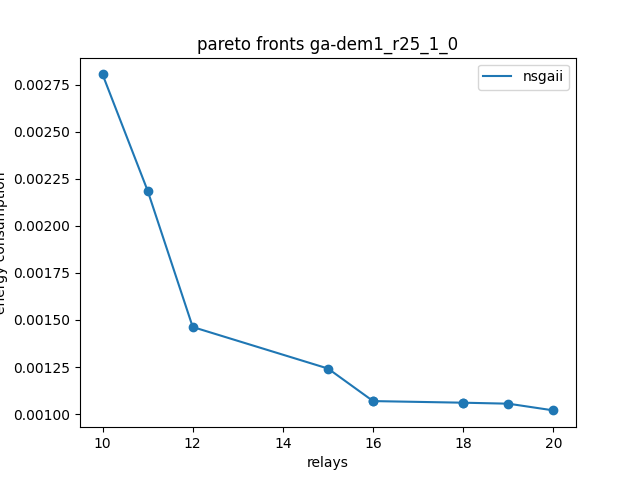 pareto fronts ga-dem1_r25_1_0
nsgaii
0.00275
0.00250
0.00225
0.00200
0.00175
0.00150
0.00125
0.00100
energy consumption
10 12 14 16 18 20
relays